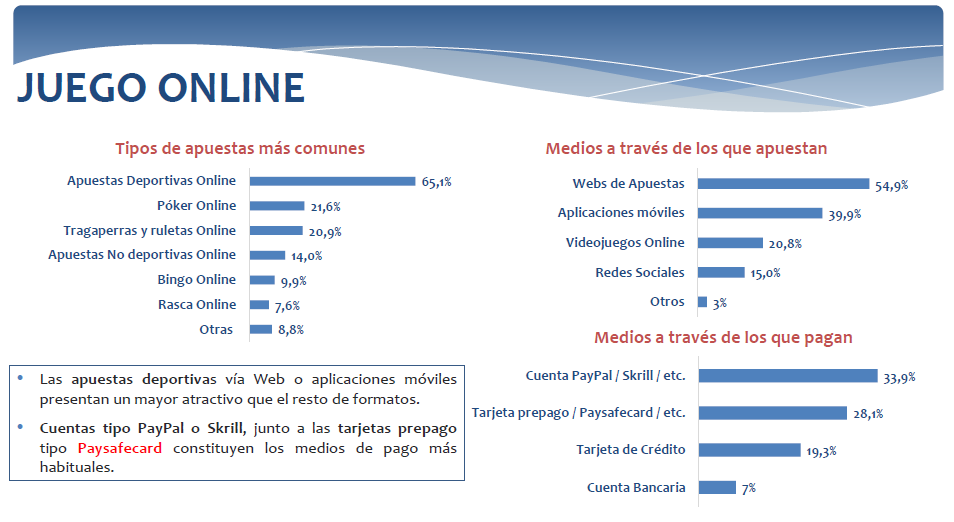 JUEGO ONLINE
Tipos de apuestas más comunes
Apuestas Deportivas Online 65,1%
Póker Online 21,6%
Tragaperras y ruletas Online 20,9%
Apuestas No deportivas Online 14,0%
Bingo Online 9,9%
Rasca Online 7,6%
Otras 8,8%
• Las apuestas deportivas vía Web o aplicaciones móviles
presentan un mayor atractivo que el resto de formatos.
• Cuentas tipo PayPal o Skrill, junto a las tarjetas prepago
tipo Paysafecard constituyen los medios de pago más
habituales.
Medios a través de los que apuestan
Webs de Apuestas 54,9%
Aplicaciones móviles 39,9%
Videojuegos Online 20,8%
Redes Sociales 15,0%
Otros 3%
Medios a través de los que pagan
Cuenta PayPal / Skrill / etc. 33,9%
Tarjeta prepago / Paysafecard / etc. 28,1%
Tarjeta de Crédito 19,3%
Cuenta Bancaria 7%